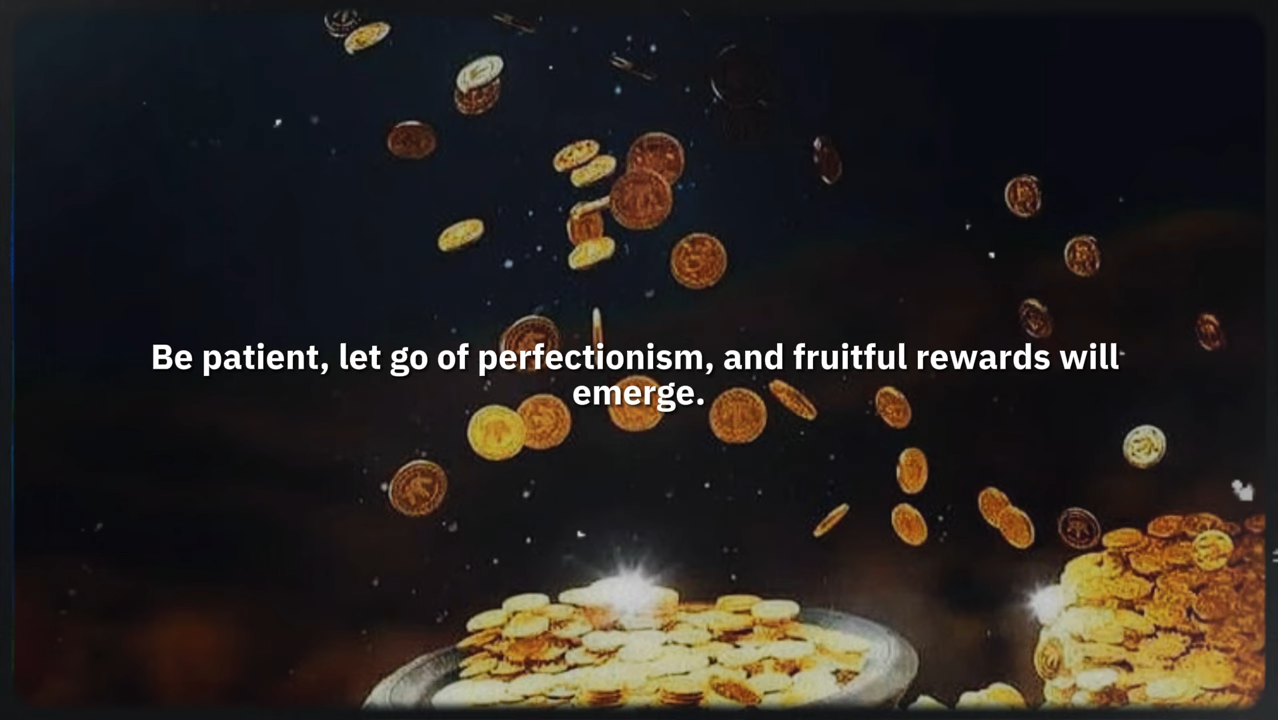 Be patient, let go of perfectionism, and fruitful rewards will
emerge.